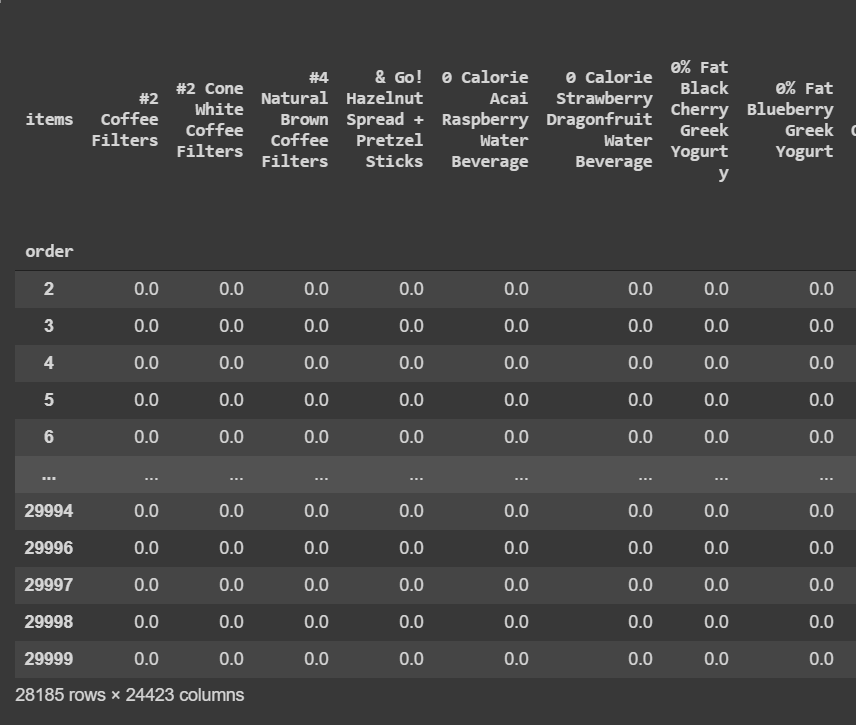 items #2 Coffee Filters #2 Cone White Coffee Filters #4 Natural Brown Coffee Filters & Go! Hazelnut Spread + Pretzel Sticks 0 Calorie Acai Raspberry Water Beverage 0 Calorie Strawberry Dragonfruit Water Beverage 0% Fat Black Cherry Greek Yogurt y 0% Fat Blueberry Greek Yogurt
order
2 0.0 0.0 0.0 0.0 0.0 0.0 0.0 0.0
3 0.0 0.0 0.0 0.0 0.0 0.0 0.0 0.0
4 0.0 0.0 0.0 0.0 0.0 0.0 0.0 0.0
5 0.0 0.0 0.0 0.0 0.0 0.0 0.0 0.0
6 0.0 0.0 0.0 0.0 0.0 0.0 0.0 0.0
... ... ... ... ... ... ... ... ...
29994 0.0 0.0 0.0 0.0 0.0 0.0 0.0 0.0
29996 0.0 0.0 0.0 0.0 0.0 0.0 0.0 0.0
29997 0.0 0.0 0.0 0.0 0.0 0.0 0.0 0.0
29998 0.0 0.0 0.0 0.0 0.0 0.0 0.0 0.0
29999 0.0 0.0 0.0 0.0 0.0 0.0 0.0 0.0
28185 rows × 24423 columns